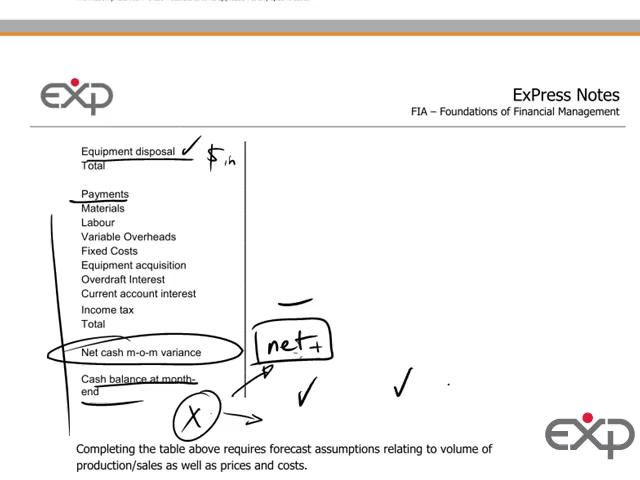 exp
ExPress Notes
FIA – Foundations of Financial Management
Equipment disposal
$ in
Total
Payments
Materials
Labour
Variable Overheads
Fixed Costs
Equipment acquisition
Overdraft Interest
Current account interest
Income tax
Total
Net cash m-o-m variance
net +
Cash balance at month-
end
X
exp
Completing the table above requires forecast assumptions relating to volume of
production/sales as well as prices and costs.